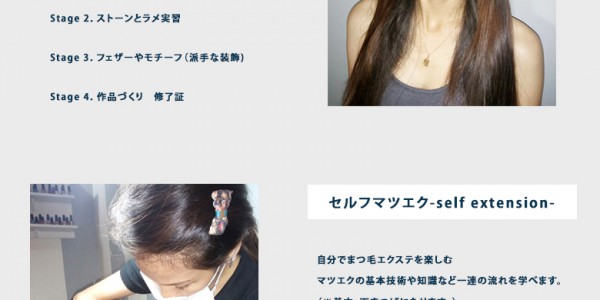 Stage 2. ストーンとラメ実習
Stage 3. フェザーやモチーフ（派手な装飾）
Stage 4. 作品づくり　修了証
セルフマツエク-self extension-
自分でまつ毛エクステを楽しむ
マツエクの基本技術や知識など一連の流れを学べます。